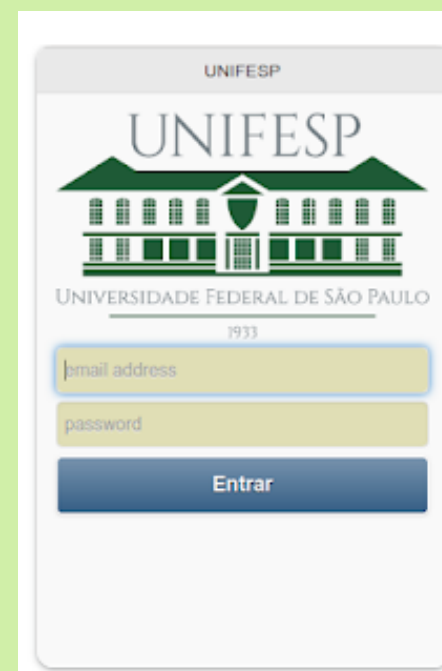 UNIFESP
UNIFESP
UNIVERSIDADE FEDERAL DE SÃO PAULO
1933
email address
password
Entrar